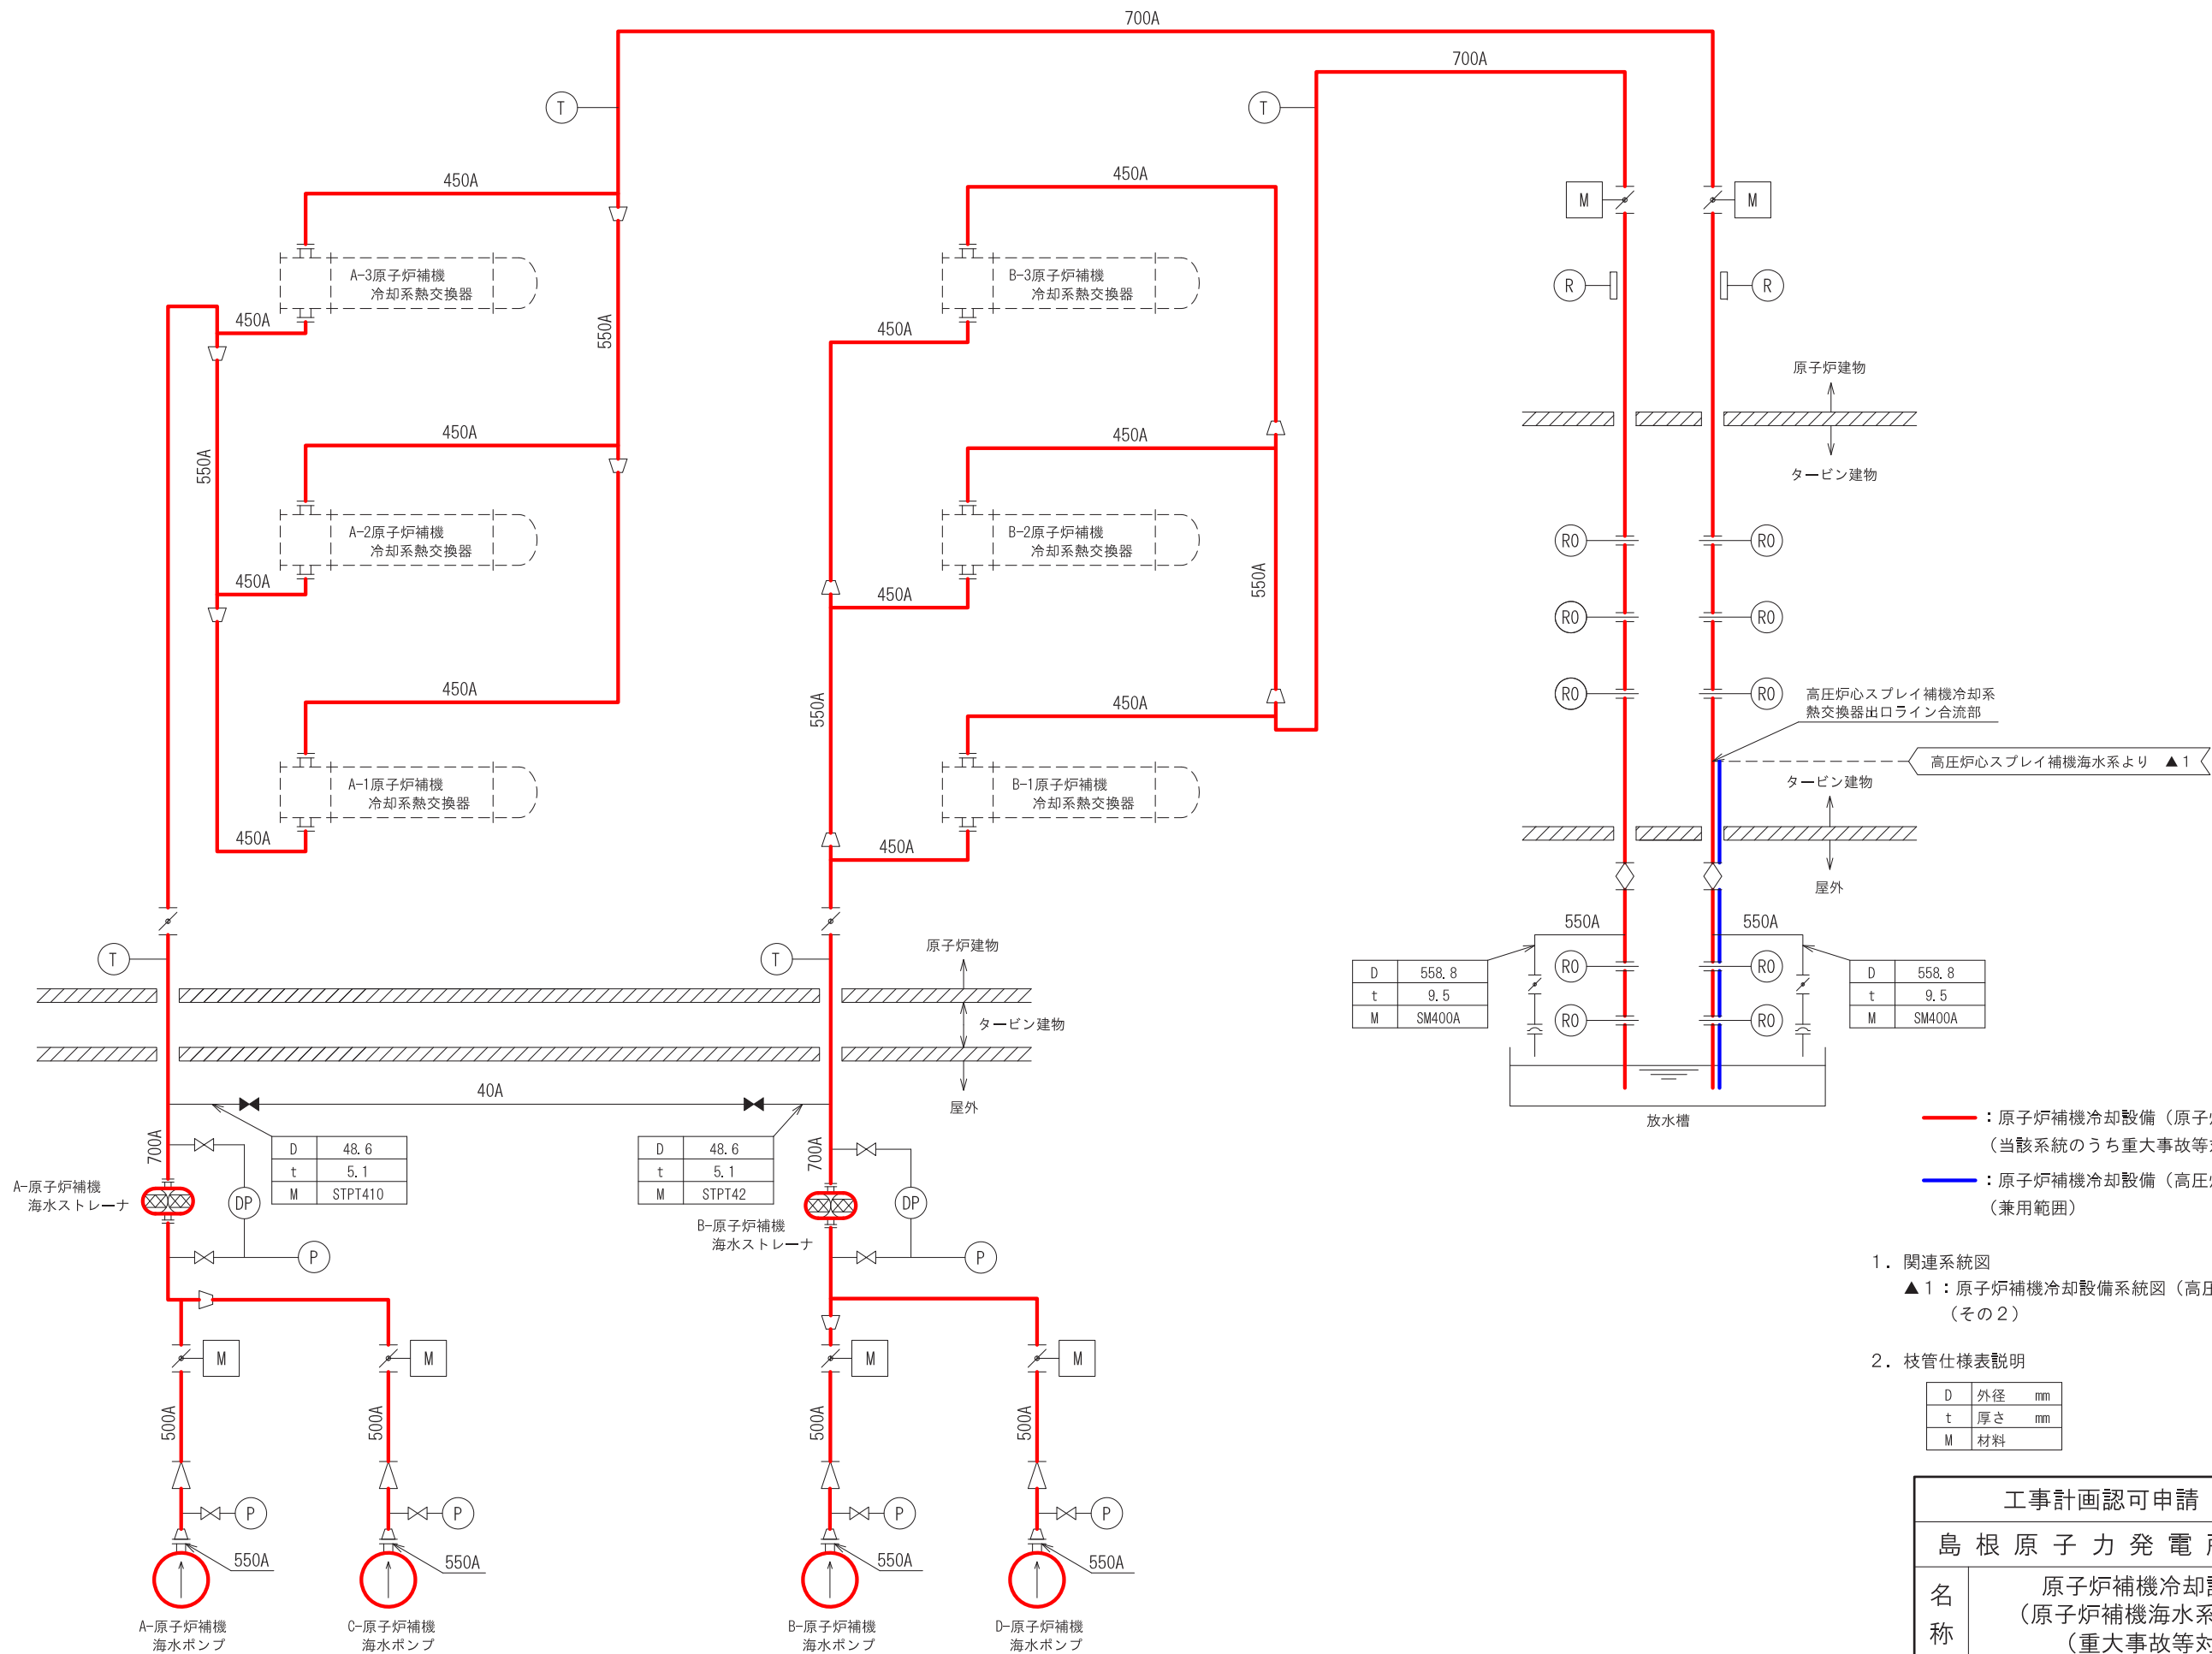 700A
700A
T
T
450A
450A
M
M
A-3原子炉補機
冷却系熱交換器
B-3原子炉補機
冷却系熱交換器
R
R
450A
550A
450A
原子炉建物
タービン建物
450A
450A
550A
A-2原子炉補機
冷却系熱交換器
B-2原子炉補機
冷却系熱交換器
RO
RO
450A
450A
550A
RO
RO
450A
550A
450A
RO
RO
高圧炉心スプレイ補機冷却系
熱交換器出口ライン合流部
高圧炉心スプレイ補機海水系より ▲1
A-1原子炉補機
冷却系熱交換器
B-1原子炉補機
冷却系熱交換器
タービン建物
屋外
450A
450A
550A
550A
T
T
原子炉建物
タービン建物
屋外
RO
RO
D 558.8
t 9.5
M SM400A
D 558.8
t 9.5
M SM400A
RO
RO
放水槽
40A
700A
D 48.6
t 5.1
M STPT410
D 48.6
t 5.1
M STPT42
700A
A-原子炉補機
海水ストレーナ
DP
P
B-原子炉補機
海水ストレーナ
DP
P
：原子炉補機冷却設備（原子
（当該系統のうち重大事故等
：原子炉補機冷却設備（高圧
（兼用範囲）
1．関連系統図
▲1：原子炉補機冷却設備系統図（高圧
（その2）
2．枝管仕様表説明
D 外径 mm
t 厚さ mm
M 材料
M
M
M
M
500A
500A
500A
500A
P
P
P
P
550A
550A
550A
550A
A-原子炉補機
海水ポンプ
C-原子炉補機
海水ポンプ
B-原子炉補機
海水ポンプ
D-原子炉補機
海水ポンプ
工事計画認可申請
島根原子力発電
名称
原子炉補機冷却
（原子炉補機海水系
（重大事故等対